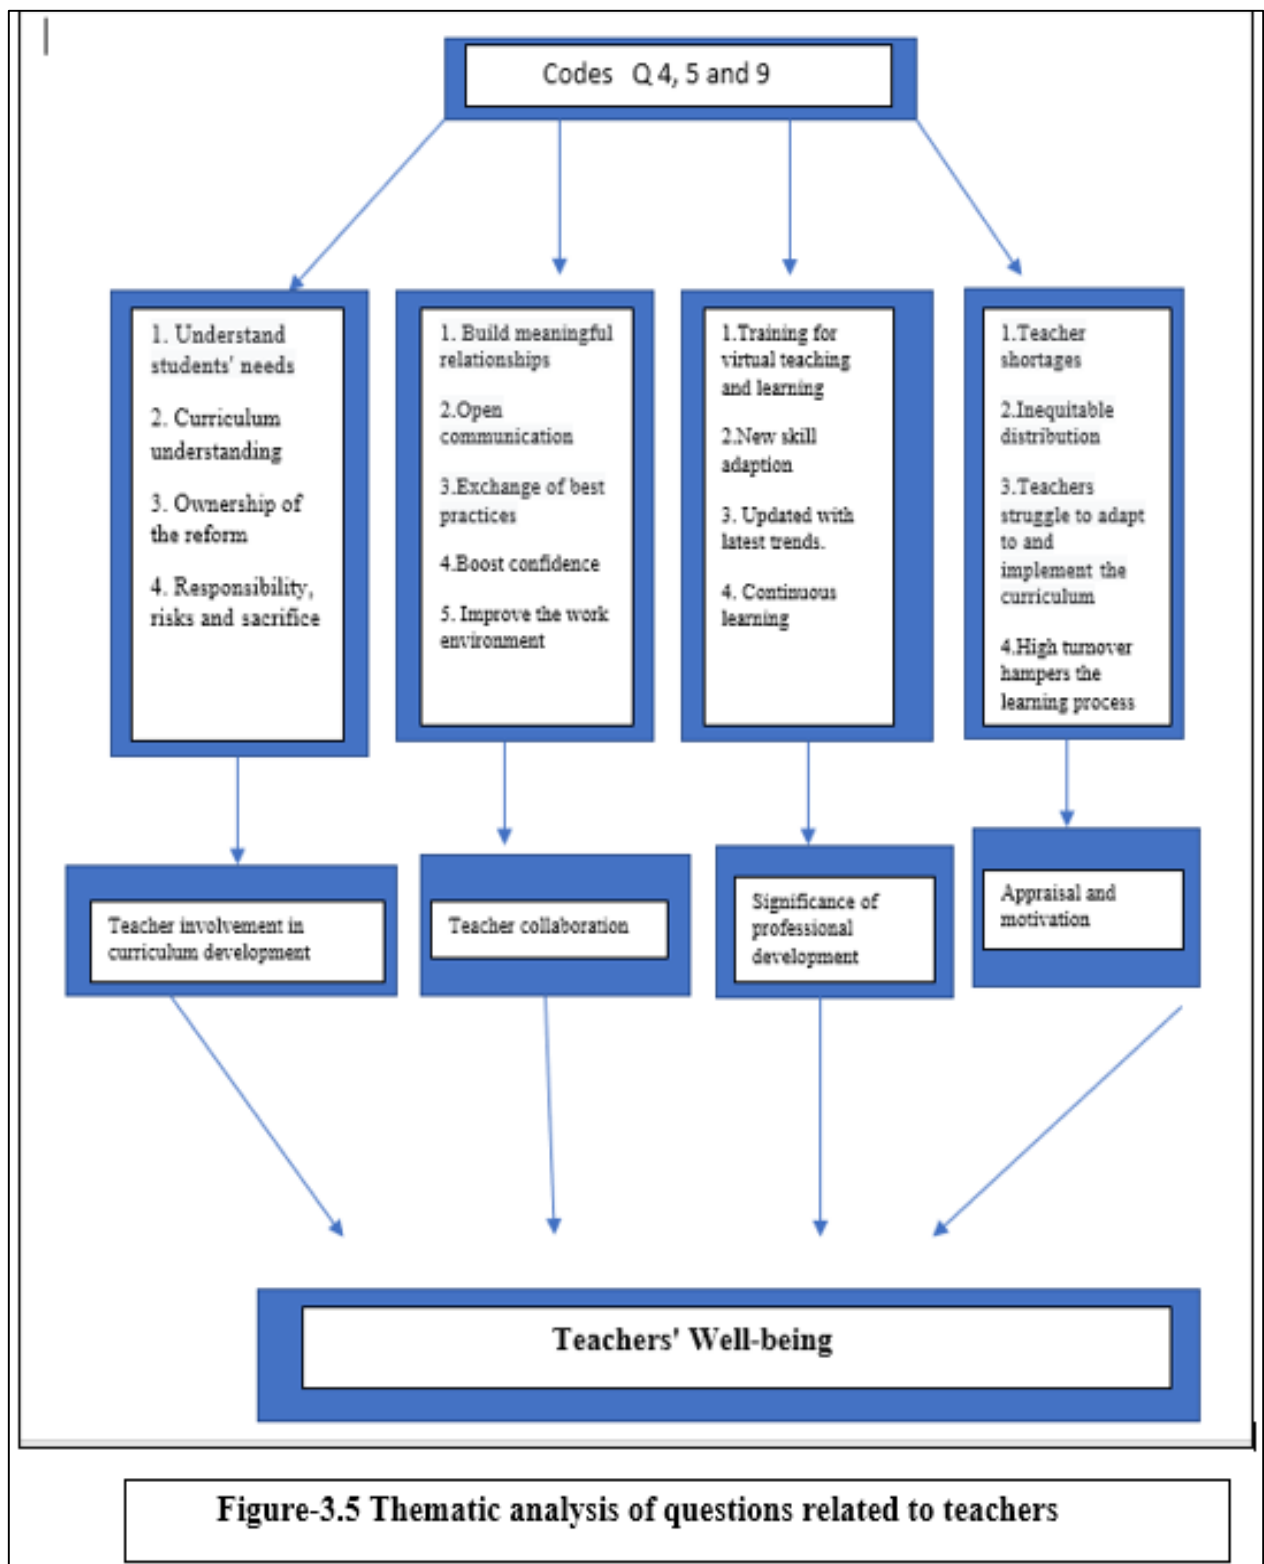 Codes   Q 4, 5 and 9
1. Understand
students' needs
2. Curriculum
understanding
3. Ownership of
the reform
4. Responsibility,
risks and sacrifice
1. Build meaningful
relationships
2.Open
communication
3.Exchange of best
practices
4.Boost confidence
5. Improve the work
environment
1.Training for
virtual teaching
and learning
2.New skill
adaption
3. Updated with
latest trends.
4. Continuous
learning
1.Teacher
shortages
2.Inequitable
distribution
3.Teachers
struggle to adapt
to and
implement the
curriculum
4.High turnover
hampers the
learning process
Teacher involvement in
curriculum development
Teacher collaboration
Significance of
professional
development
Appraisal and
motivation
Teachers' Well-being
Figure-3.5 Thematic analysis of questions related to teachers